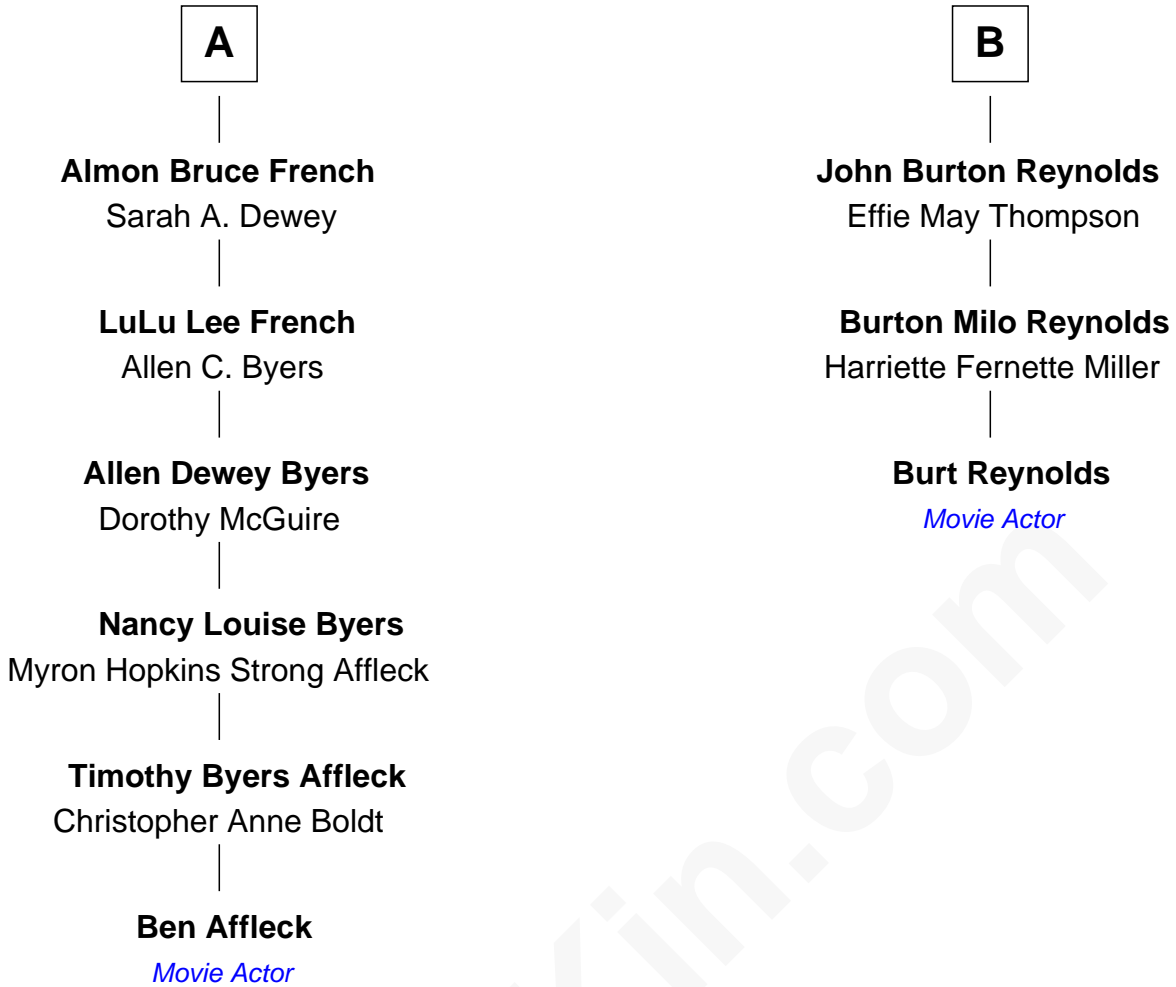 A
Almon Bruce French
Sarah A. Dewey
LuLu Lee French
Allen C. Byers
Allen Dewey Byers
Dorothy McGuire
Nancy Louise Byers
Myron Hopkins Strong Affleck
Timothy Byers Affleck
Christopher Anne Boldt
Ben Affleck
Movie Actor
B
John Burton Reynolds
Effie May Thompson
Burton Milo Reynolds
Harriette Fernette Miller
Burt Reynolds
Movie Actor
Kin.com